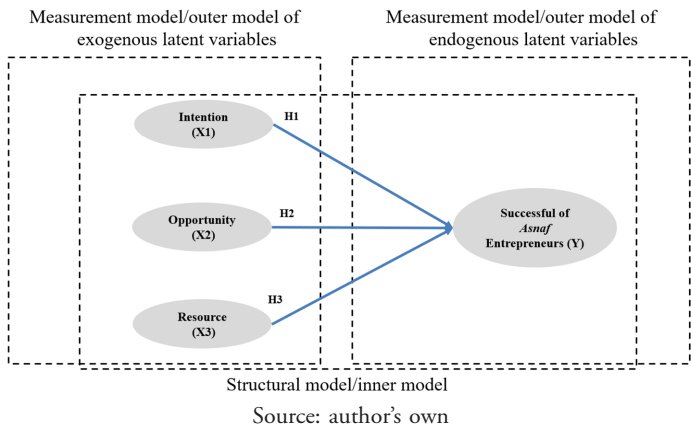 Measurement model/outer model of
exogenous latent variables
Measurement model/outer model of
endogenous latent variables
Intention
(X1)
H1
Opportunity
(X2)
H2
Successful of
Asnaf
Entrepreneurs (Y)
H3
Resource
(X3)
Structural model/inner model
Source: author's own